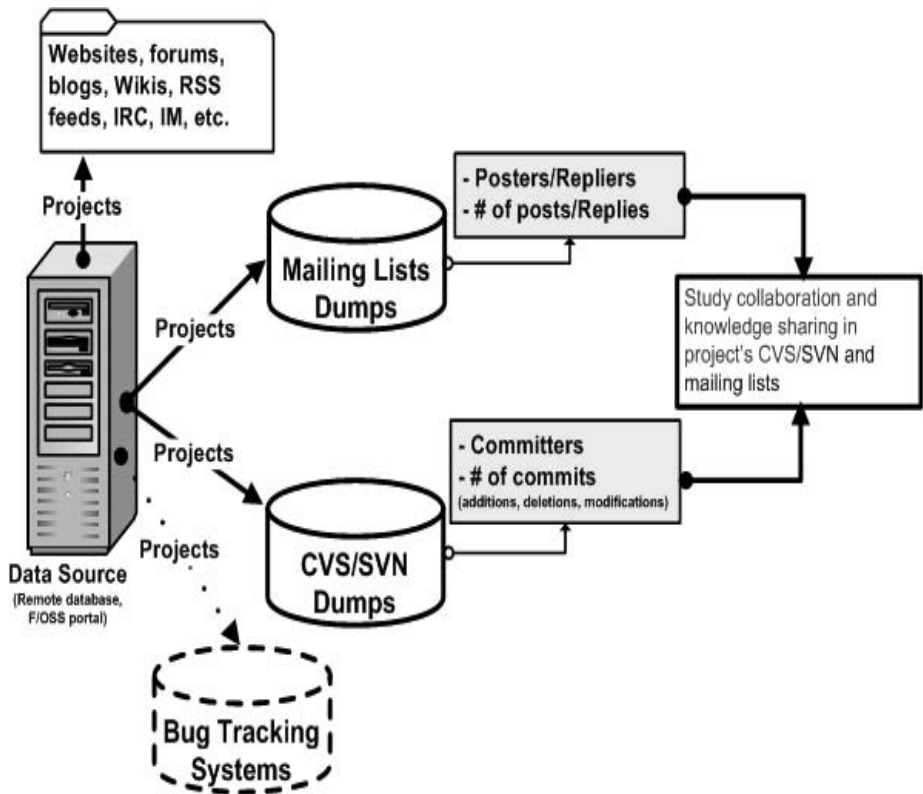 Websites, forums,
blogs, Wikis, RSS
feeds, IRC, IM, etc.
Projects
- Posters/Repliers
- # of posts/Replies
Mailing Lists
Dumps
Projects
Study collaboration and
knowledge sharing in
project's CVS/SVN and
mailing lists
Projects
- Committers
- # of commits
(additions, deletions, modifications)
Projects
CVS/SVN
Dumps
Data Source
(Remote database,
F/OSS portal)
Bug Tracking
Systems